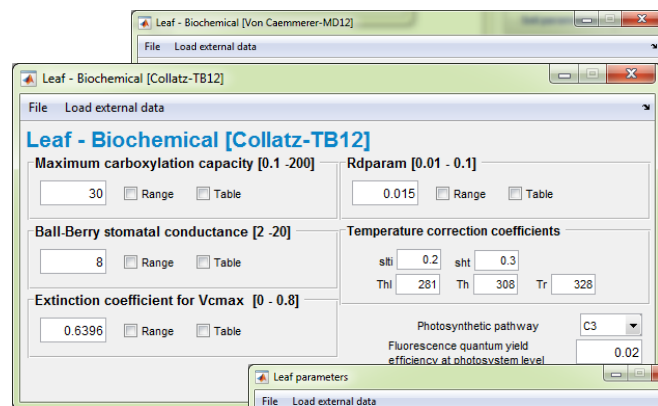 Leaf - Biochemical [Von Caemmerer-MD12]
File Load external data
Leaf - Biochemical [Collatz-TB12]
File Load external data
Leaf - Biochemical [Collatz-TB12]
Maximum carboxylation capacity [0.1 -200]
30 Range Table
Rdparam [0.01 - 0.1]
0.015 Range Table
Ball-Berry stomatal conductance [2 -20]
8 Range Table
Temperature correction coefficients
slti 0.2 sht 0.3
Thl 281 Th 308 Tr 328
Extinction coefficient for Vcmax [0 - 0.8]
0.6396 Range Table
Photosynthetic pathway C3
Fluorescence quantum yield
efficiency at photosystem level 0.02
Leaf parameters
File Load external data